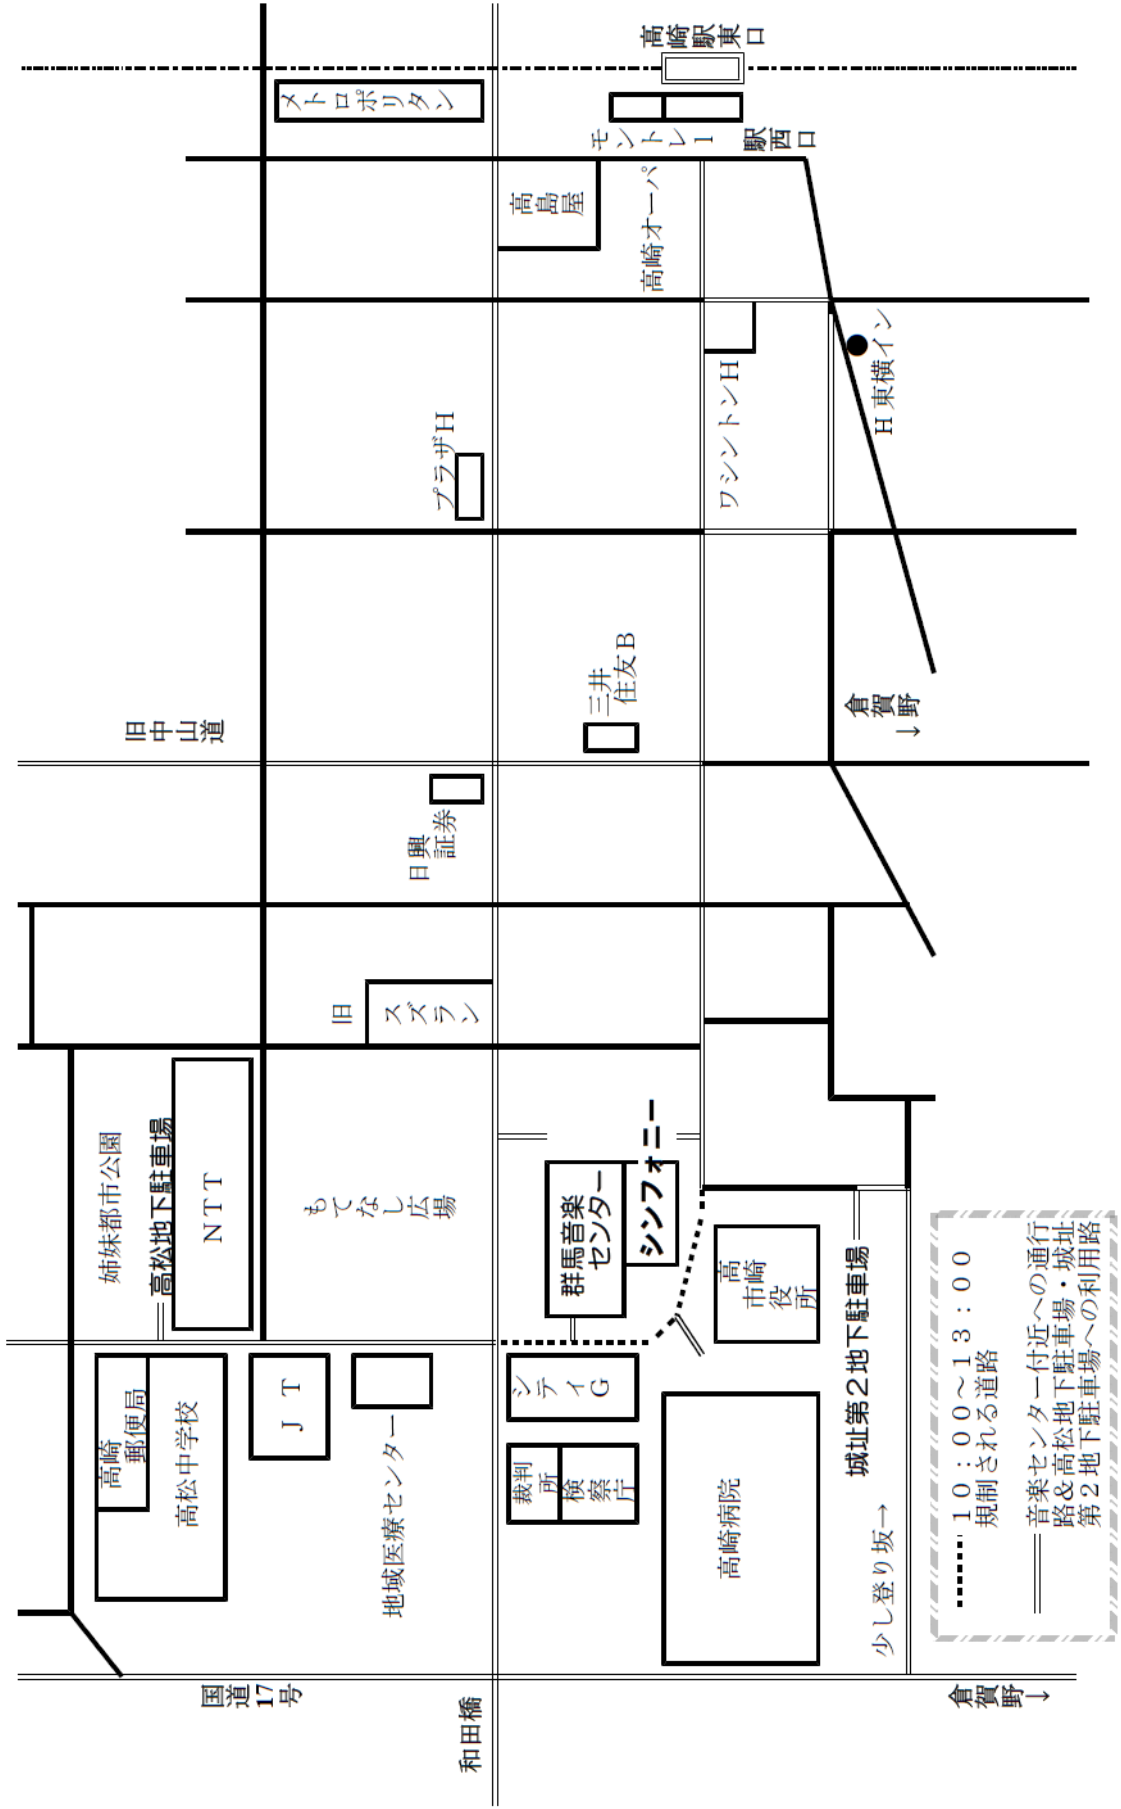 高崎駅東口
メトロポリタン
モントレ1
駅西口
高島屋
高崎オーパ
プラザH
ワシントンH
H東横イン
旧中山道
三井
住友B
倉賀野
↓
日興
証券
旧
スズラン
姉妹都市公園
高松地下駐車場
NTT
もてなし広場
群馬音楽
センター
シンフォニー
高崎
市役所
城址第2地下駐車場
高崎
郵便局
高松中学校
JT
地域医療センター
シティG
裁判所
検察庁
高崎病院
少し登り坂→
国道17号
和田橋
倉賀野
↓
10:00~13:00
規制される道路
音楽センター付近への通行
路&高松地下駐車場・城址
第2地下駐車場への利用路